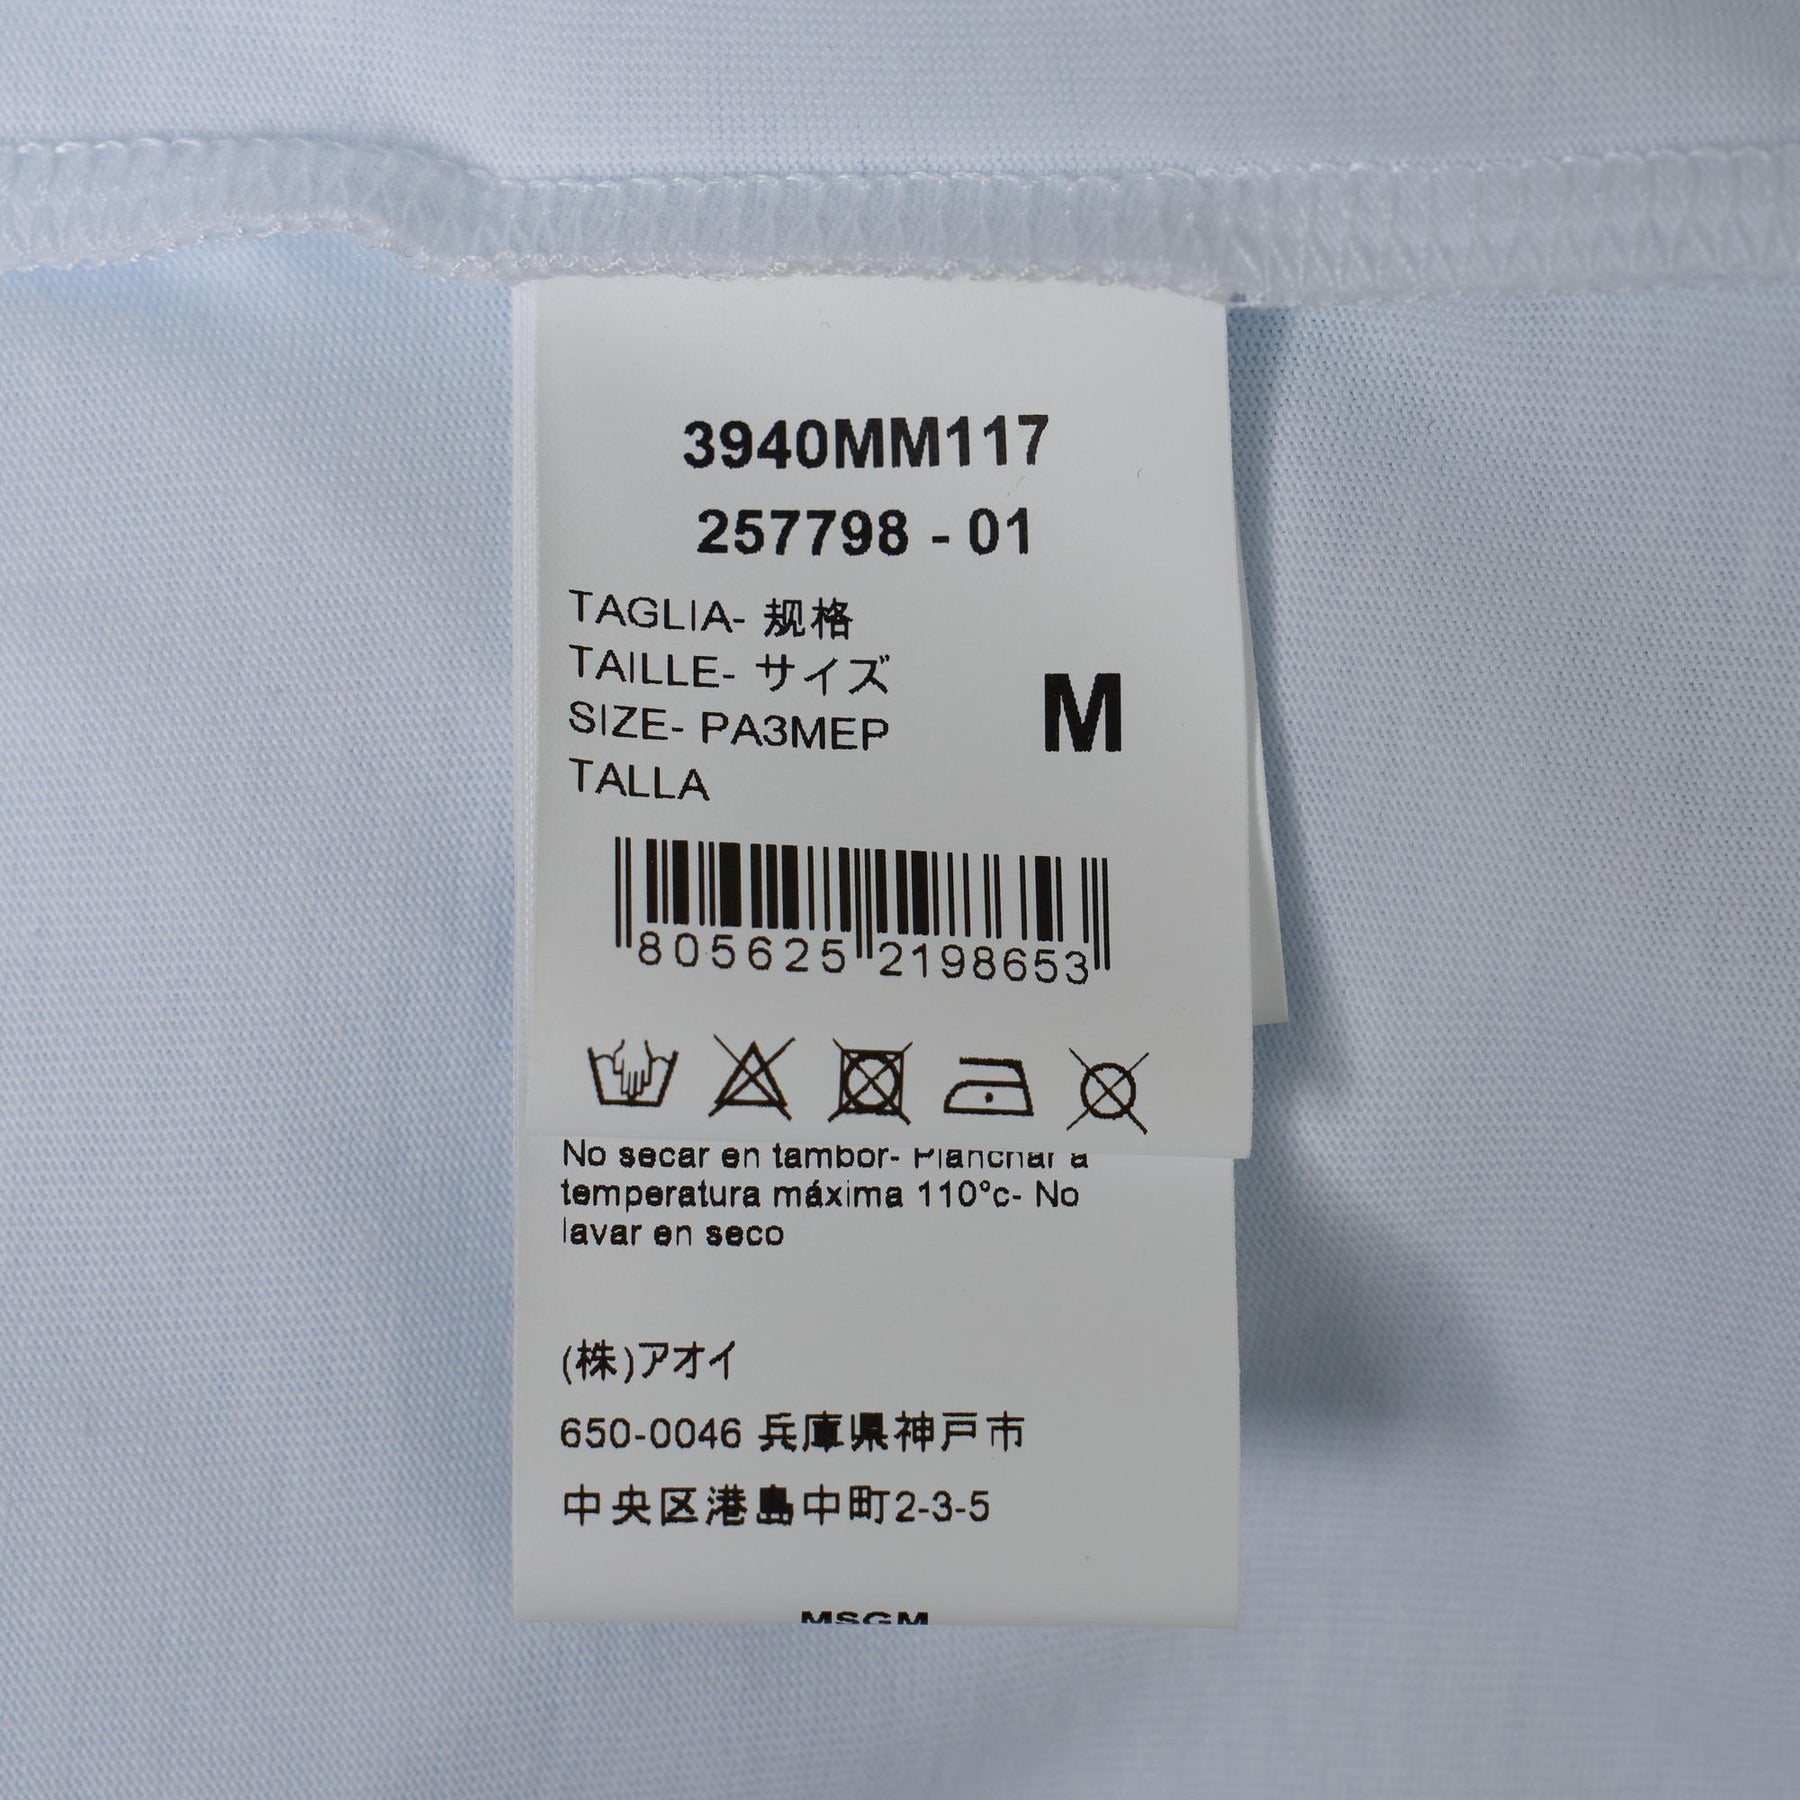 3940MM117
257798 - 01
TAGLIA- 规格
TAILLE- サイズ
SIZE- PA3MEP
TALLA
M
805625 2198653
No secar en tambor- Planchar a
temperatura máxima 110°c- No
lavar en seco
(株)アオイ
650-0046 兵庫県神戸市
中央区港島中町2-3-5
MSGM